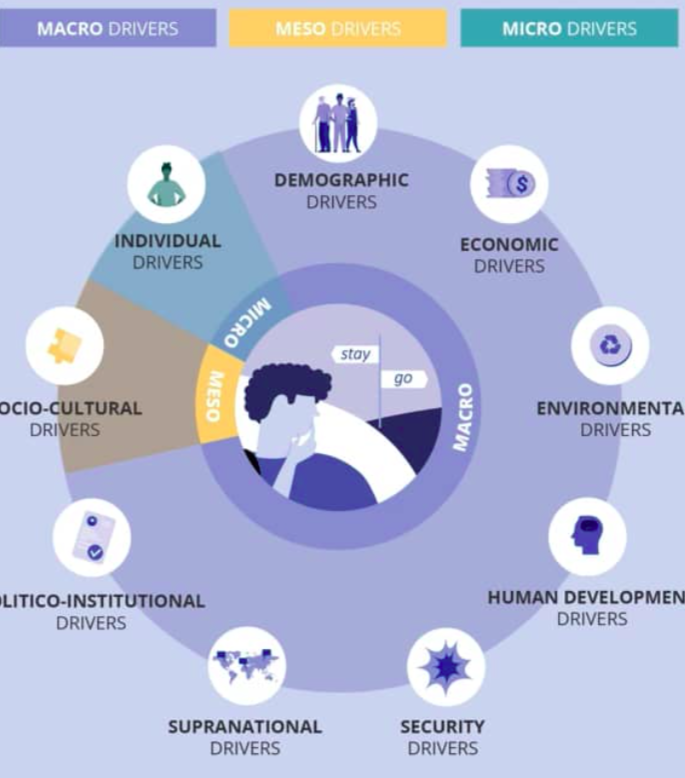 MACRO DRIVERS
MESO DRIVERS
MICRO DRIVERS
DEMOGRAPHIC
DRIVERS
INDIVIDUAL
DRIVERS
ECONOMIC
DRIVERS
MICRO
stay
go
MESO
MACRO
OCIO-CULTURAL
DRIVERS
ENVIRONMENTA
DRIVERS
OLITICO-INSTITUTIONAL
DRIVERS
HUMAN DEVELOPMEN
DRIVERS
SUPRANATIONAL
DRIVERS
SECURITY
DRIVERS
$